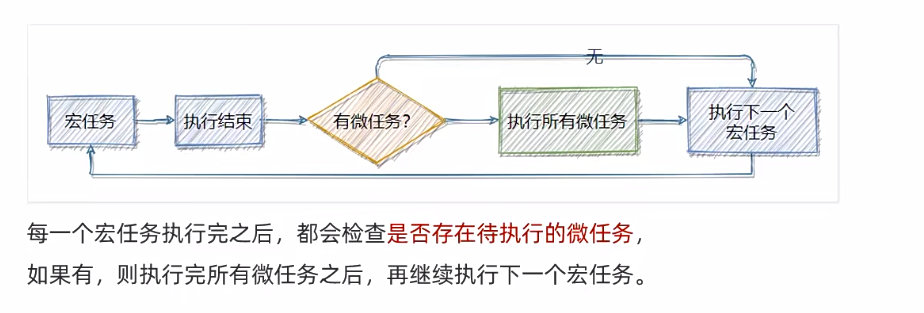 无
宏任务
执行结束
有微任务?
执行所有微任务
执行下一个
宏任务
每一个宏任务执行完之后，都会检查是否存在待执行的微任务，
如果有，则执行完所有微任务之后，再继续执行下一个宏任务。